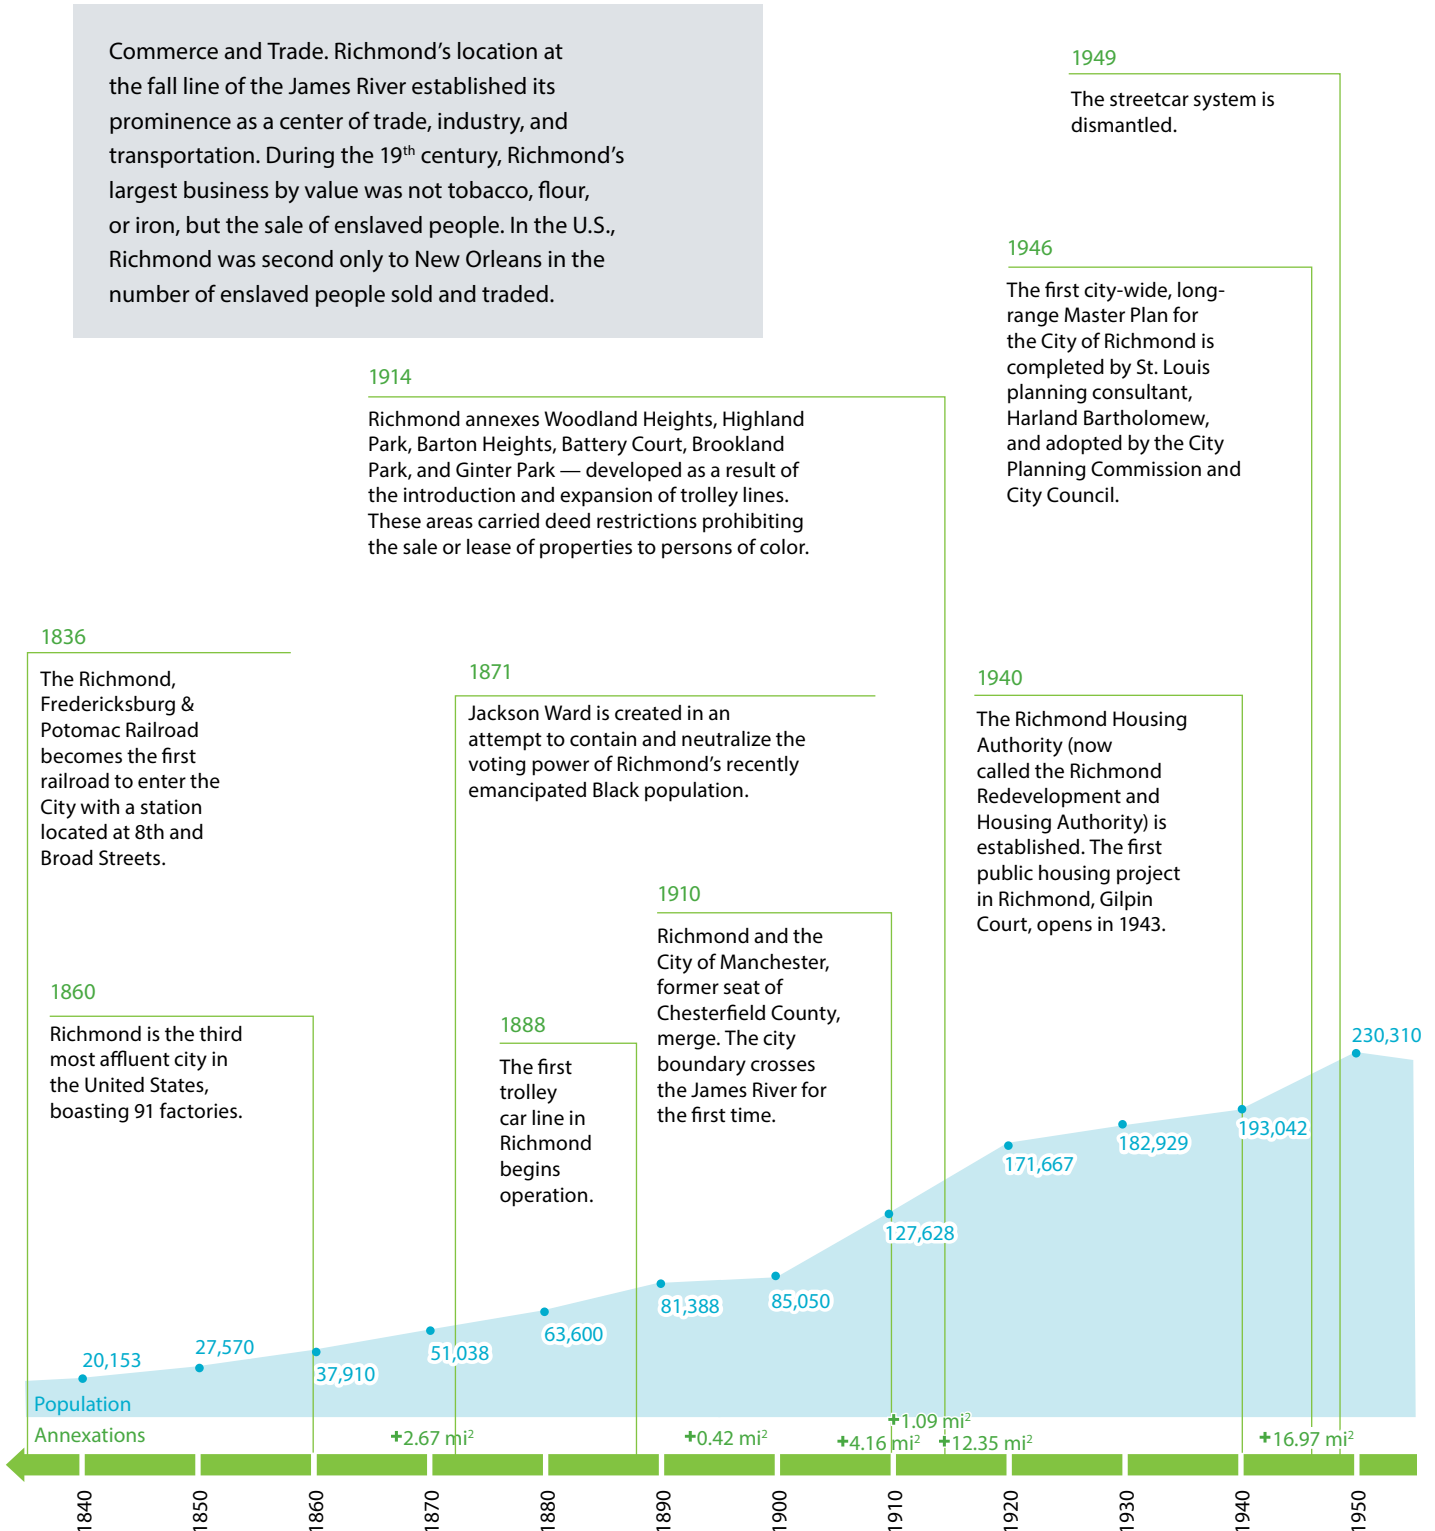 Commerce and Trade. Richmond's location at
the fall line of the James River established its
prominence as a center of trade, industry, and
transportation. During the 19th century, Richmond's
largest business by value was not tobacco, flour,
or iron, but the sale of enslaved people. In the U.S.,
Richmond was second only to New Orleans in the
number of enslaved people sold and traded.
1949
The streetcar system is
dismantled.
1946
The first city-wide, long-
range Master Plan for
the City of Richmond is
completed by St. Louis
planning consultant,
Harland Bartholomew,
and adopted by the City
Planning Commission and
City Council.
1914
Richmond annexes Woodland Heights, Highland
Park, Barton Heights, Battery Court, Brookland
Park, and Ginter Park — developed as a result of
the introduction and expansion of trolley lines.
These areas carried deed restrictions prohibiting
the sale or lease of properties to persons of color.
1836
The Richmond,
Fredericksburg &
Potomac Railroad
becomes the first
railroad to enter the
City with a station
located at 8th and
Broad Streets.
1871
Jackson Ward is created in an
attempt to contain and neutralize the
voting power of Richmond's recently
emancipated Black population.
1940
The Richmond Housing
Authority (now
called the Richmond
Redevelopment and
Housing Authority) is
established. The first
public housing project
in Richmond, Gilpin
Court, opens in 1943.
1910
Richmond and the
City of Manchester,
former seat of
Chesterfield County,
merge. The city
boundary crosses
the James River for
the first time.
1860
Richmond is the third
most affluent city in
the United States,
boasting 91 factories.
1888
The first
trolley
car line in
Richmond
begins
operation.
20,153
27,570
37,910
51,038
63,600
81,388
85,050
127,628
171,667
182,929
193,042
230,310
Population
Annexations
+2.67 mi²
+0.42 mi²
+4.16 mi²
+1.09 mi²
+12.35 mi²
+16.97 mi²
1840
1850
1860
1870
1880
1890
1900
1910
1920
1930
1940
1950